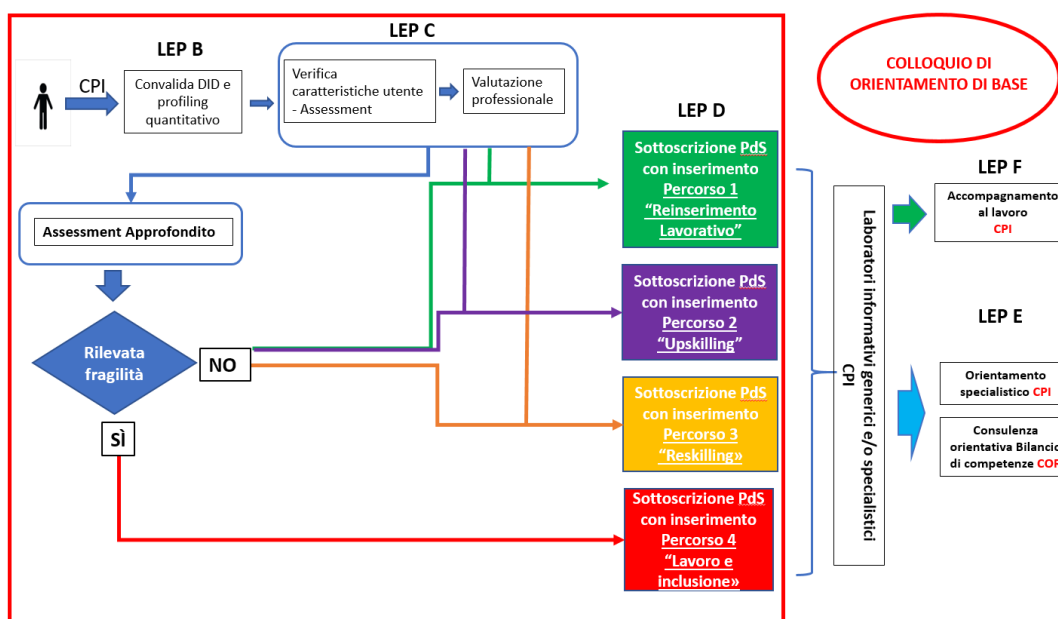 LEP B
LEP C
COLLOQUIO DI
ORIENTAMENTO DI BASE
CPI
Convalida DID e
profiling
quantitativo
Verifica
caratteristiche utente
- Assessment
Valutazione
professionale
LEP D
Sottoscrizione PdS
con inserimento
Percorso 1
“Reinserimento
Lavorativo”
Sottoscrizione PdS
con inserimento
Percorso 2
“Upskilling”
Sottoscrizione PdS
con inserimento
Percorso 3
“Reskilling»
Sottoscrizione PdS
con inserimento
Percorso 4
“Lavoro e
inclusione»
Assessment Approfondito
Rilevata
fragilità
NO
SÌ
Laboratori informativi generici e/o specialistici
CPI
LEP F
Accompagnamento
al lavoro
CPI
LEP E
Orientamento
specialistico CPI
Consulenza
orientativa Bilancio
di competenze COR